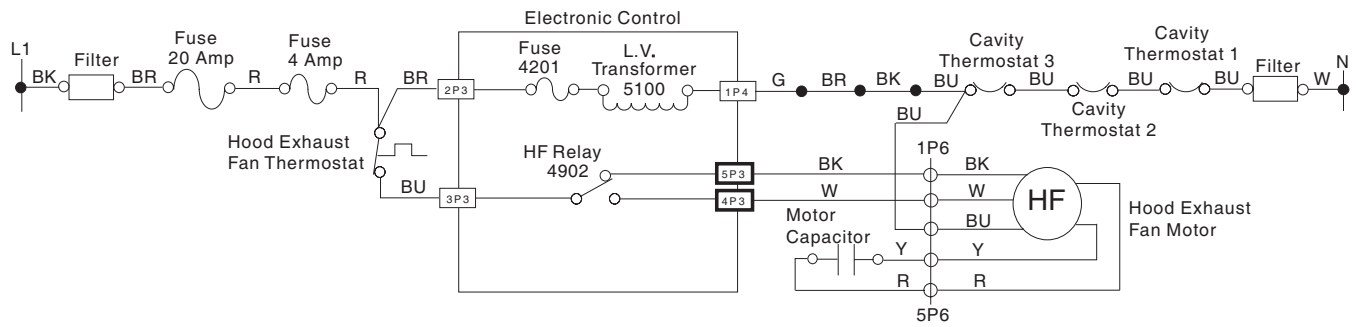 Electronic Control
L1
Filter
Fuse
20 Amp
Fuse
4 Amp
Fuse
4201
L.V.
Transformer
5100
Cavity
Thermostat 3
Cavity
Thermostat 1
Filter
N
BK
BR
R
R
BR
2P3
1P4
G
BR
BK
BU
BU
BU
BU
W
Cavity
Thermostat 2
BU
Hood Exhaust
Fan Thermostat
HF Relay
4902
1P6
BU
3P3
5P3
BK
BK
4P3
W
W
HF
Hood Exhaust
Fan Motor
Motor
Capacitor
BU
Y
Y
R
R
5P6